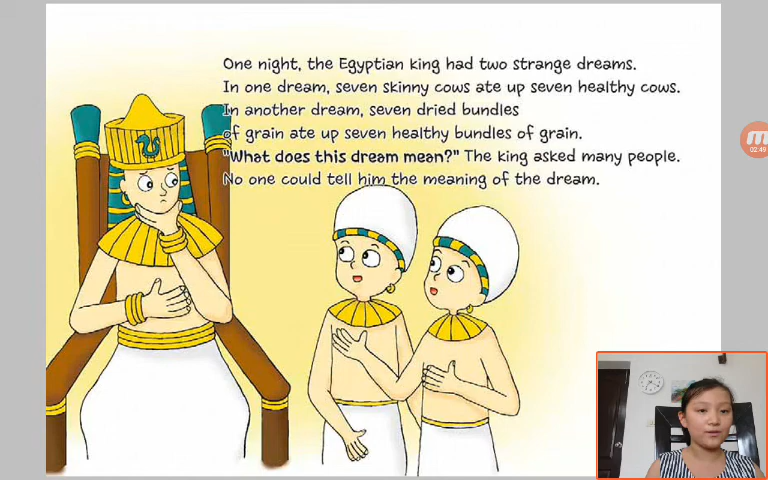 One night, the Egyptian king had two strange dreams.
In one dream, seven skinny cows ate up seven healthy cows.
In another dream, seven dried bundles
of grain ate up seven healthy bundles of grain.
"What does this dream mean?" The king asked many people.
No one could tell him the meaning of the dream.
02:49